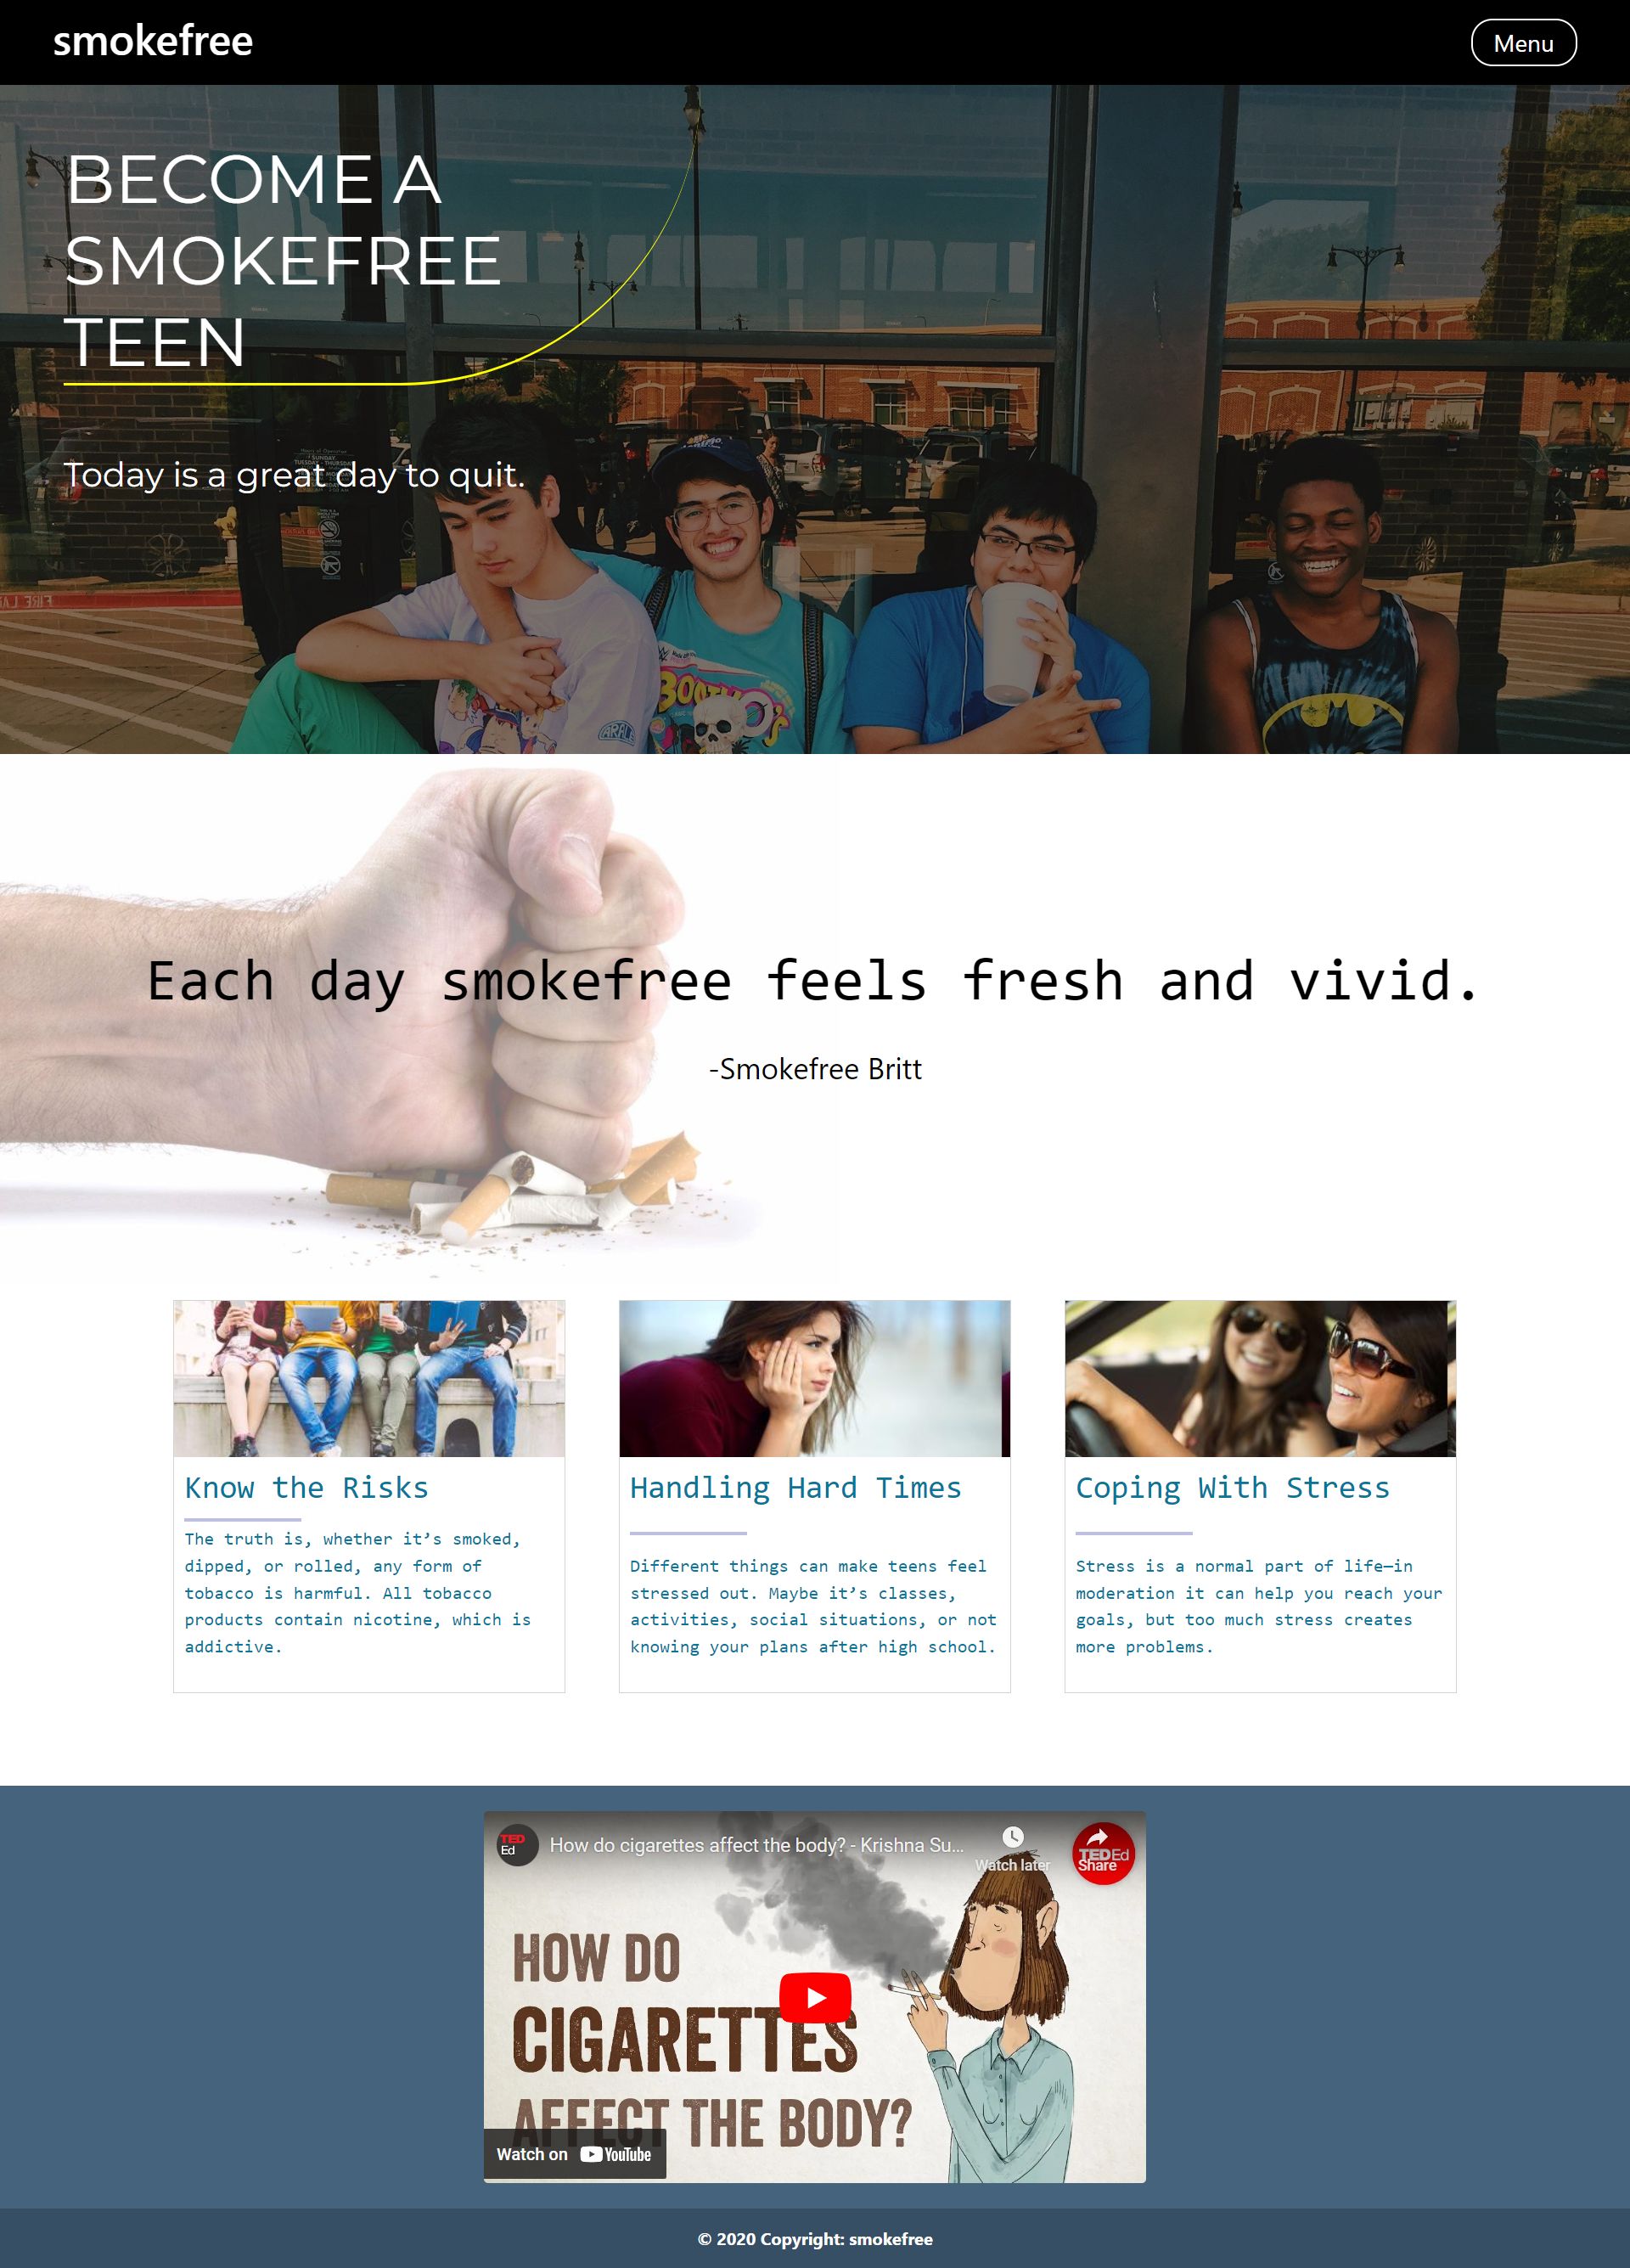 smokefree
Menu
BECOME A
SMOKEFREE
TEEN
Today is a great day to quit.
Each day smokefree feels fresh and vivid.
-Smokefree Britt
Know the Risks
The truth is, whether it’s smoked,
dipped, or rolled, any form of
tobacco is harmful. All tobacco
products contain nicotine, which is
addictive.
Handling Hard Times
Different things can make teens feel
stressed out. Maybe it’s classes,
activities, social situations, or not
knowing your plans after high school.
Coping With Stress
Stress is a normal part of life—in
moderation it can help you reach your
goals, but too much stress creates
more problems.
TED
Ed
How do cigarettes affect the body? - Krishna Su...
Watch later
TEDEd
Share
HOW DO
CIGARETTES
AFFECT THE BODY?
Watch on YouTube
© 2020 Copyright: smokefree